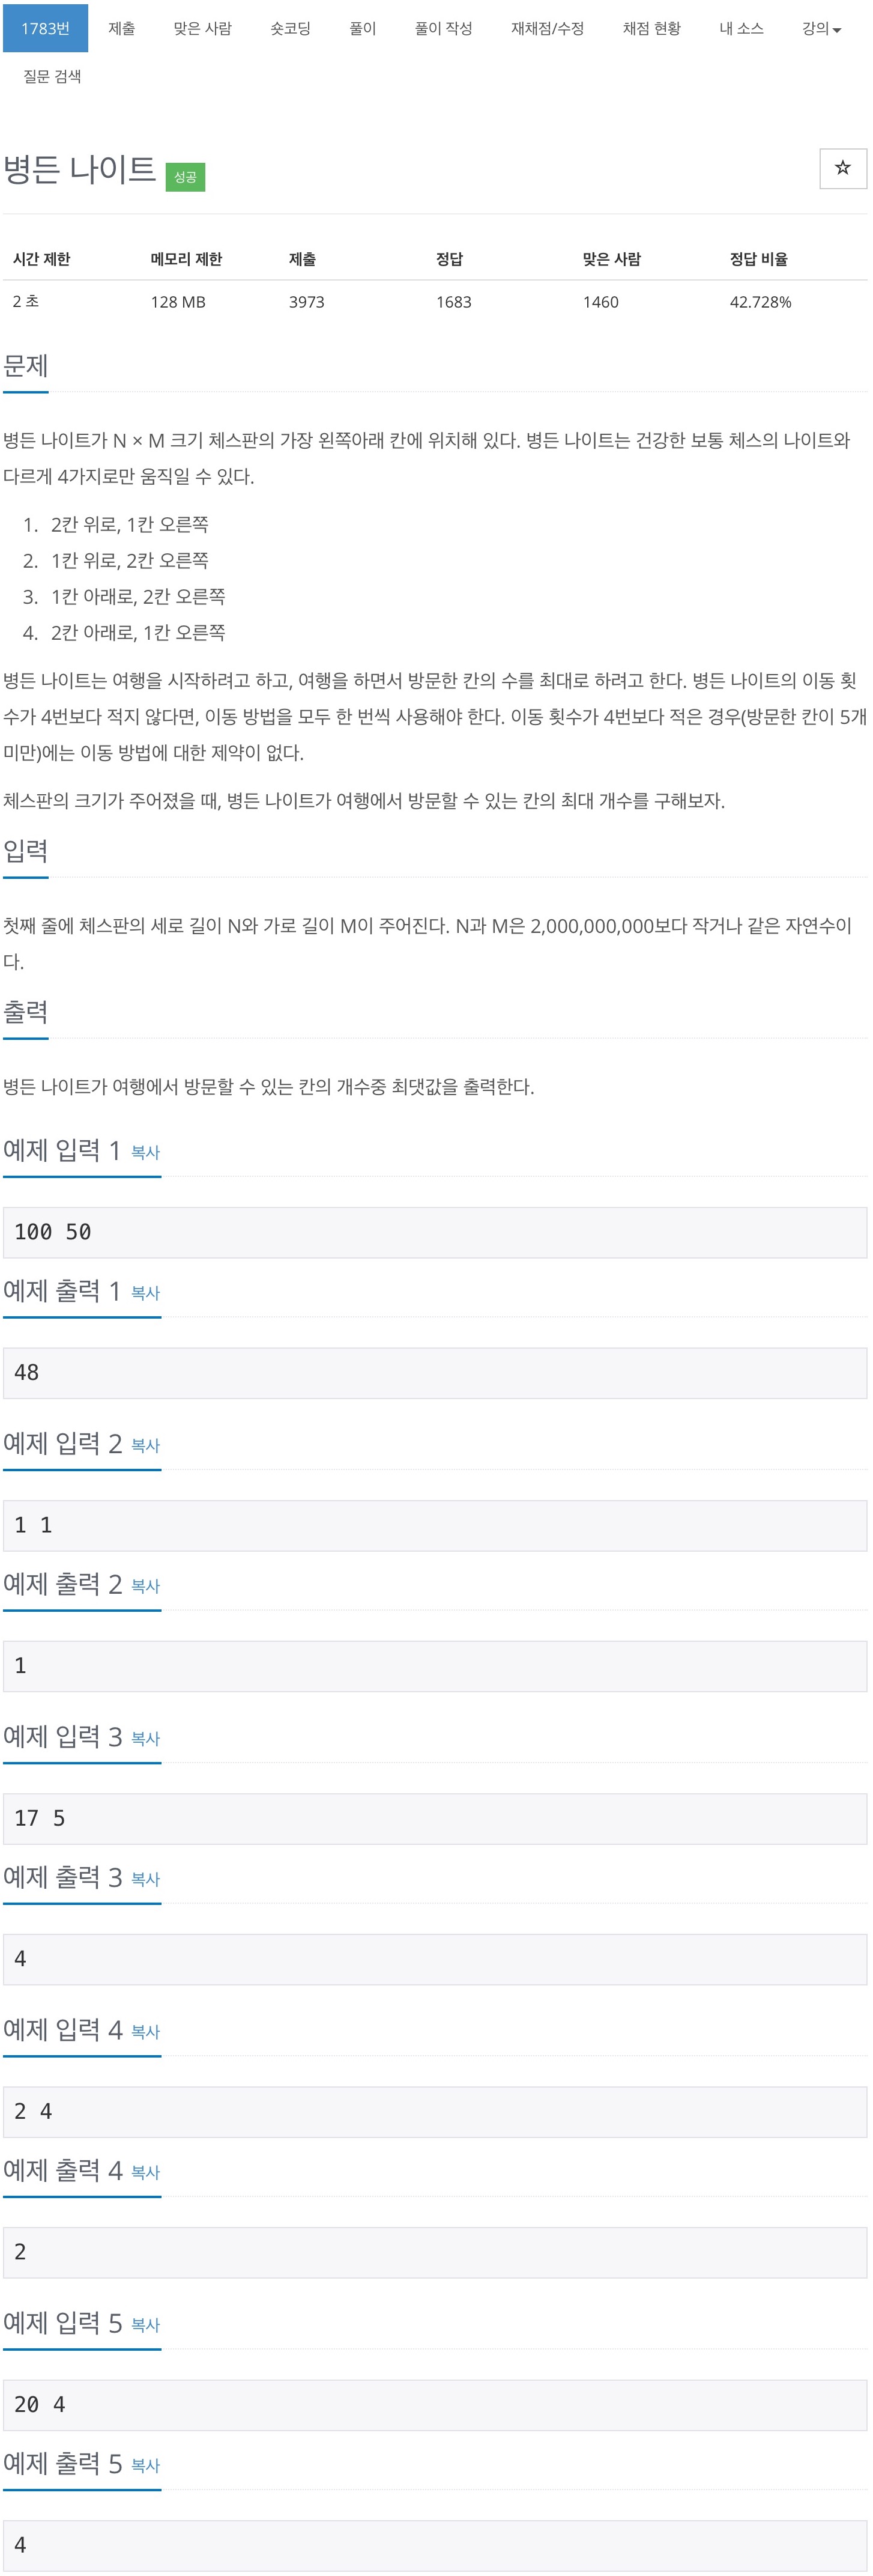 1783번 제출 맞은 사람 숏코딩 풀이 풀이 작성 재채점/수정 채점 현황 내 소스 강의
질문 검색
병든 나이트 성공
시간 제한 메모리 제한 제출 정답 맞은 사람 정답 비율
2 초 128 MB 3973 1683 1460 42.728%
문제
병든 나이트가 N × M 크기 체스판의 가장 왼쪽아래 칸에 위치해 있다. 병든 나이트는 건강한 보통 체스의 나이트와
다르게 4가지로만 움직일 수 있다.
1. 2칸 위로, 1칸 오른쪽
2. 1칸 위로, 2칸 오른쪽
3. 1칸 아래로, 2칸 오른쪽
4. 2칸 아래로, 1칸 오른쪽
병든 나이트는 여행을 시작하려고 하고, 여행을 하면서 방문한 칸의 수를 최대로 하려고 한다. 병든 나이트의 이동 횟
수가 4번보다 적지 않다면, 이동 방법을 모두 한 번씩 사용해야 한다. 이동 횟수가 4번보다 적은 경우(방문한 칸이 5개
미만)에는 이동 방법에 대한 제약이 없다.
체스판의 크기가 주어졌을 때, 병든 나이트가 여행에서 방문할 수 있는 칸의 최대 개수를 구해보자.
입력
첫째 줄에 체스판의 세로 길이 N와 가로 길이 M이 주어진다. N과 M은 2,000,000,000보다 작거나 같은 자연수이
다.
출력
병든 나이트가 여행에서 방문할 수 있는 칸의 개수중 최댓값을 출력한다.
예제 입력 1 복사
100 50
예제 출력 1 복사
48
예제 입력 2 복사
1 1
예제 출력 2 복사
1
예제 입력 3 복사
17 5
예제 출력 3 복사
4
예제 입력 4 복사
2 4
예제 출력 4 복사
2
예제 입력 5 복사
20 4
예제 출력 5 복사
4